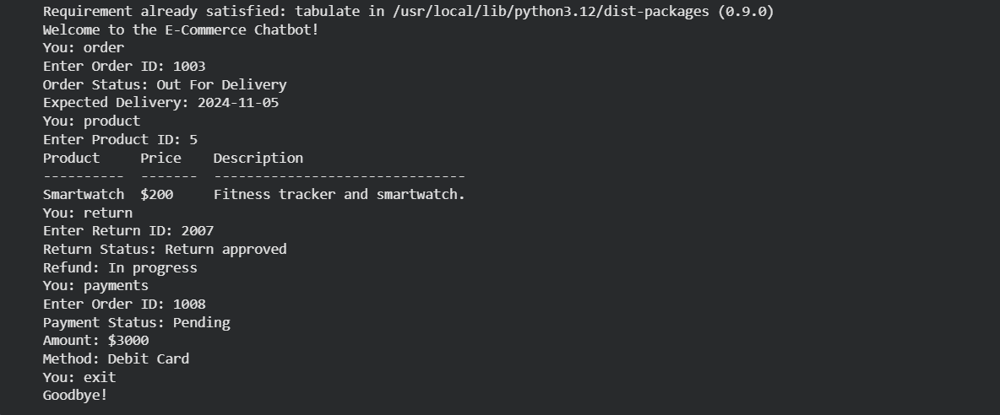 Requirement already satisfied: tabulate in /usr/local/lib/python3.12/dist-packages (0.9.0)
Welcome to the E-Commerce Chatbot!
You: order
Enter Order ID: 1003
Order Status: Out For Delivery
Expected Delivery: 2024-11-05
You: product
Enter Product ID: 5
Product     Price    Description
----------  -------  -------------------------------
Smartwatch  $200     Fitness tracker and smartwatch.
You: return
Enter Return ID: 2007
Return Status: Return approved
Refund: In progress
You: payments
Enter Order ID: 1008
Payment Status: Pending
Amount: $3000
Method: Debit Card
You: exit
Goodbye!